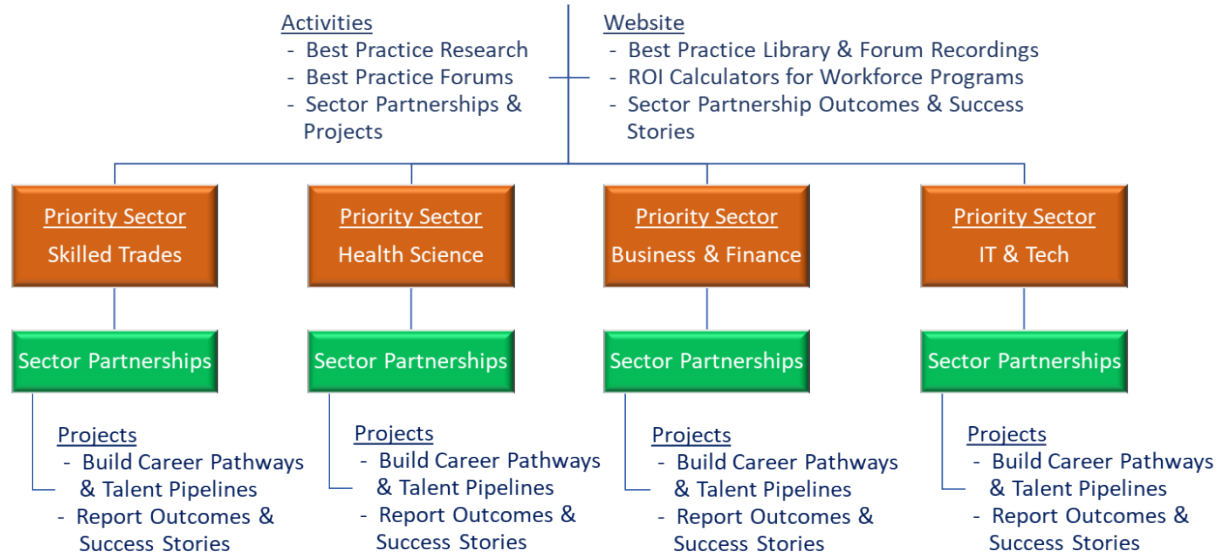 Activities
- Best Practice Research
- Best Practice Forums
- Sector Partnerships &
Projects
Website
- Best Practice Library & Forum Recordings
- ROI Calculators for Workforce Programs
- Sector Partnership Outcomes & Success
Stories
Priority Sector
Skilled Trades
Priority Sector
Health Science
Priority Sector
Business & Finance
Priority Sector
IT & Tech
Sector Partnerships
Sector Partnerships
Sector Partnerships
Sector Partnerships
Projects
- Build Career Pathways
& Talent Pipelines
- Report Outcomes &
Success Stories
Projects
- Build Career Pathways
& Talent Pipelines
- Report Outcomes &
Success Stories
Projects
- Build Career Pathways
& Talent Pipelines
- Report Outcomes &
Success Stories
Projects
- Build Career Pathways
& Talent Pipelines
- Report Outcomes &
Success Stories